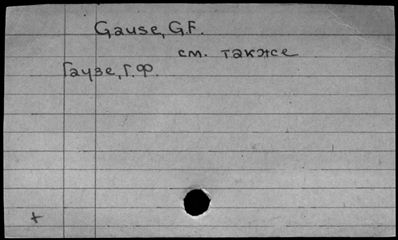 Gause, G.F.
см. также
Гаузе, Г.Ф.
+